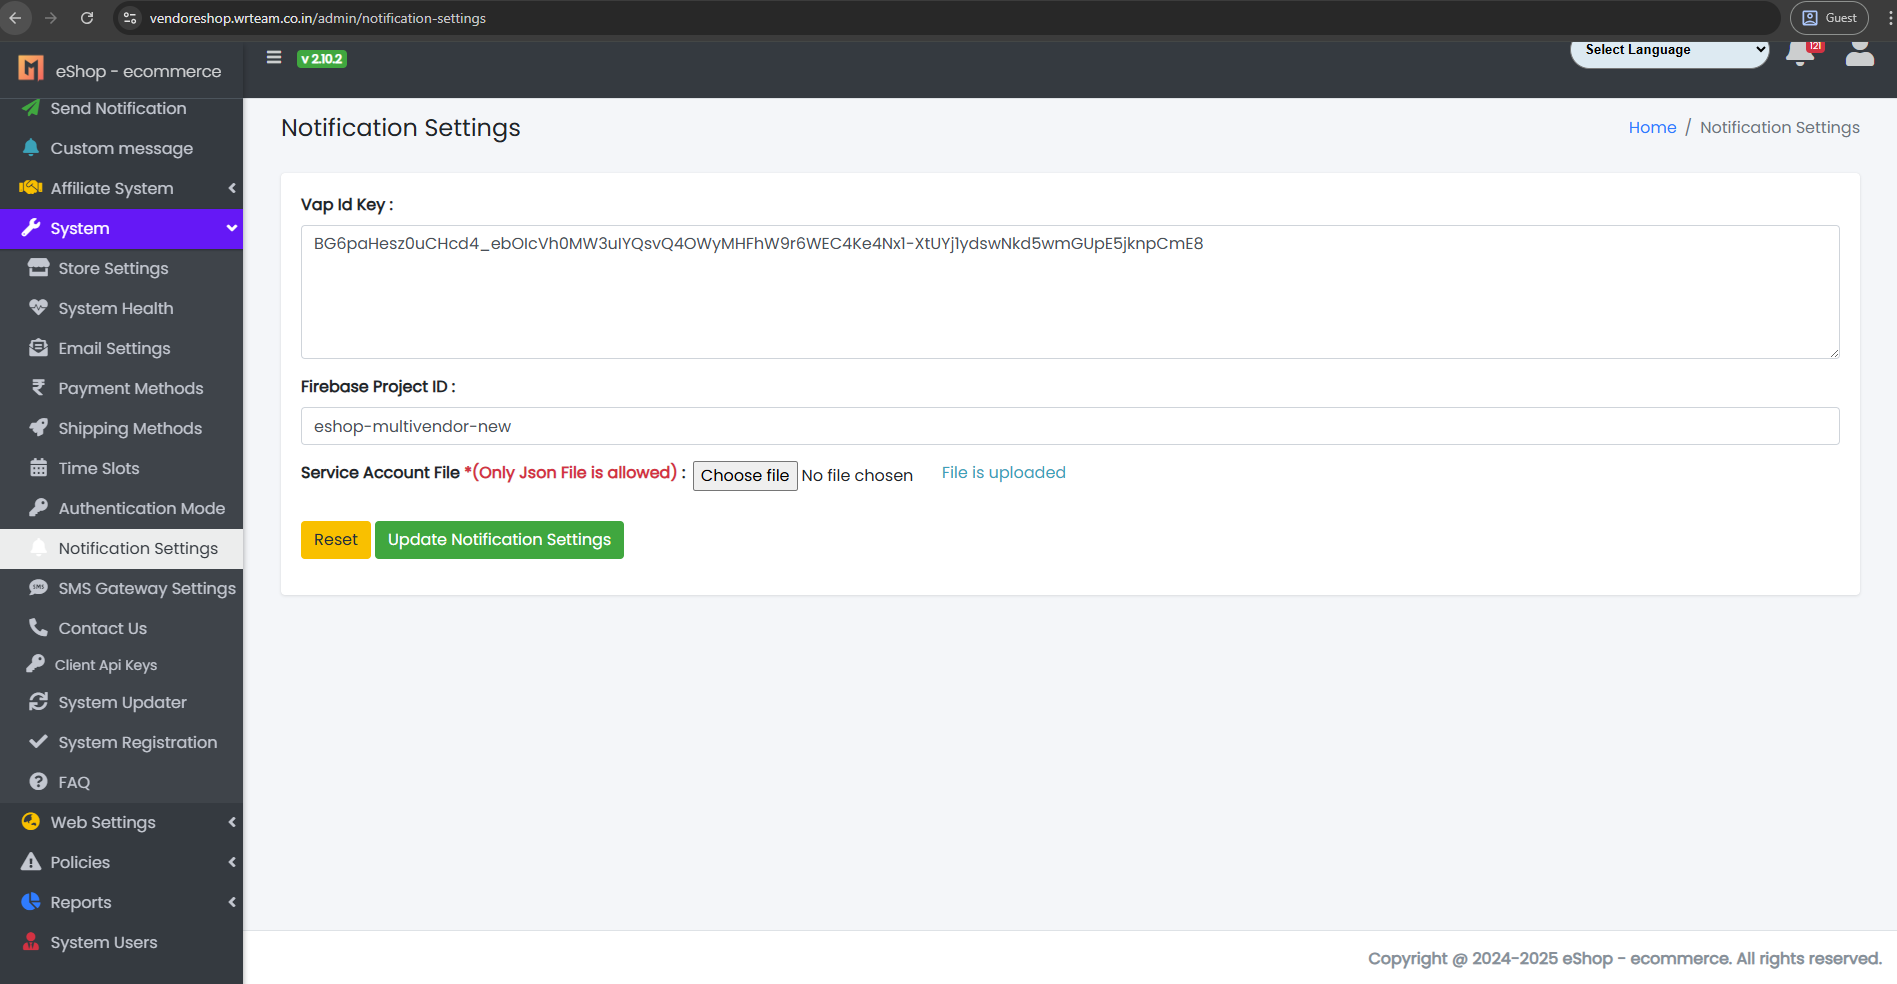 vendoreshop.wrteam.co.in/admin/notification-settings
Guest
eShop - ecommerce
v 2.10.2
Select Language
121
Send Notification
Custom message
Affiliate System
System
Store Settings
System Health
Email Settings
Payment Methods
Shipping Methods
Time Slots
Authentication Mode
Notification Settings
SMS Gateway Settings
Contact Us
Client Api Keys
System Updater
System Registration
FAQ
Web Settings
Policies
Reports
System Users
Notification Settings
Home / Notification Settings
Vap Id Key :
BG6paHesz0uCHcd4_ebOIcVh0MW3uIYQsvQ4OWyMHFhW9r6WEC4Ke4Nx1-XtUYj1ydswNkd5wmGUpE5jknpCmE8
Firebase Project ID :
eshop-multivendor-new
Service Account File *(Only Json File is allowed) : Choose file No file chosen File is uploaded
Reset Update Notification Settings
Copyright @ 2024-2025 eShop - ecommerce. All rights reserved.